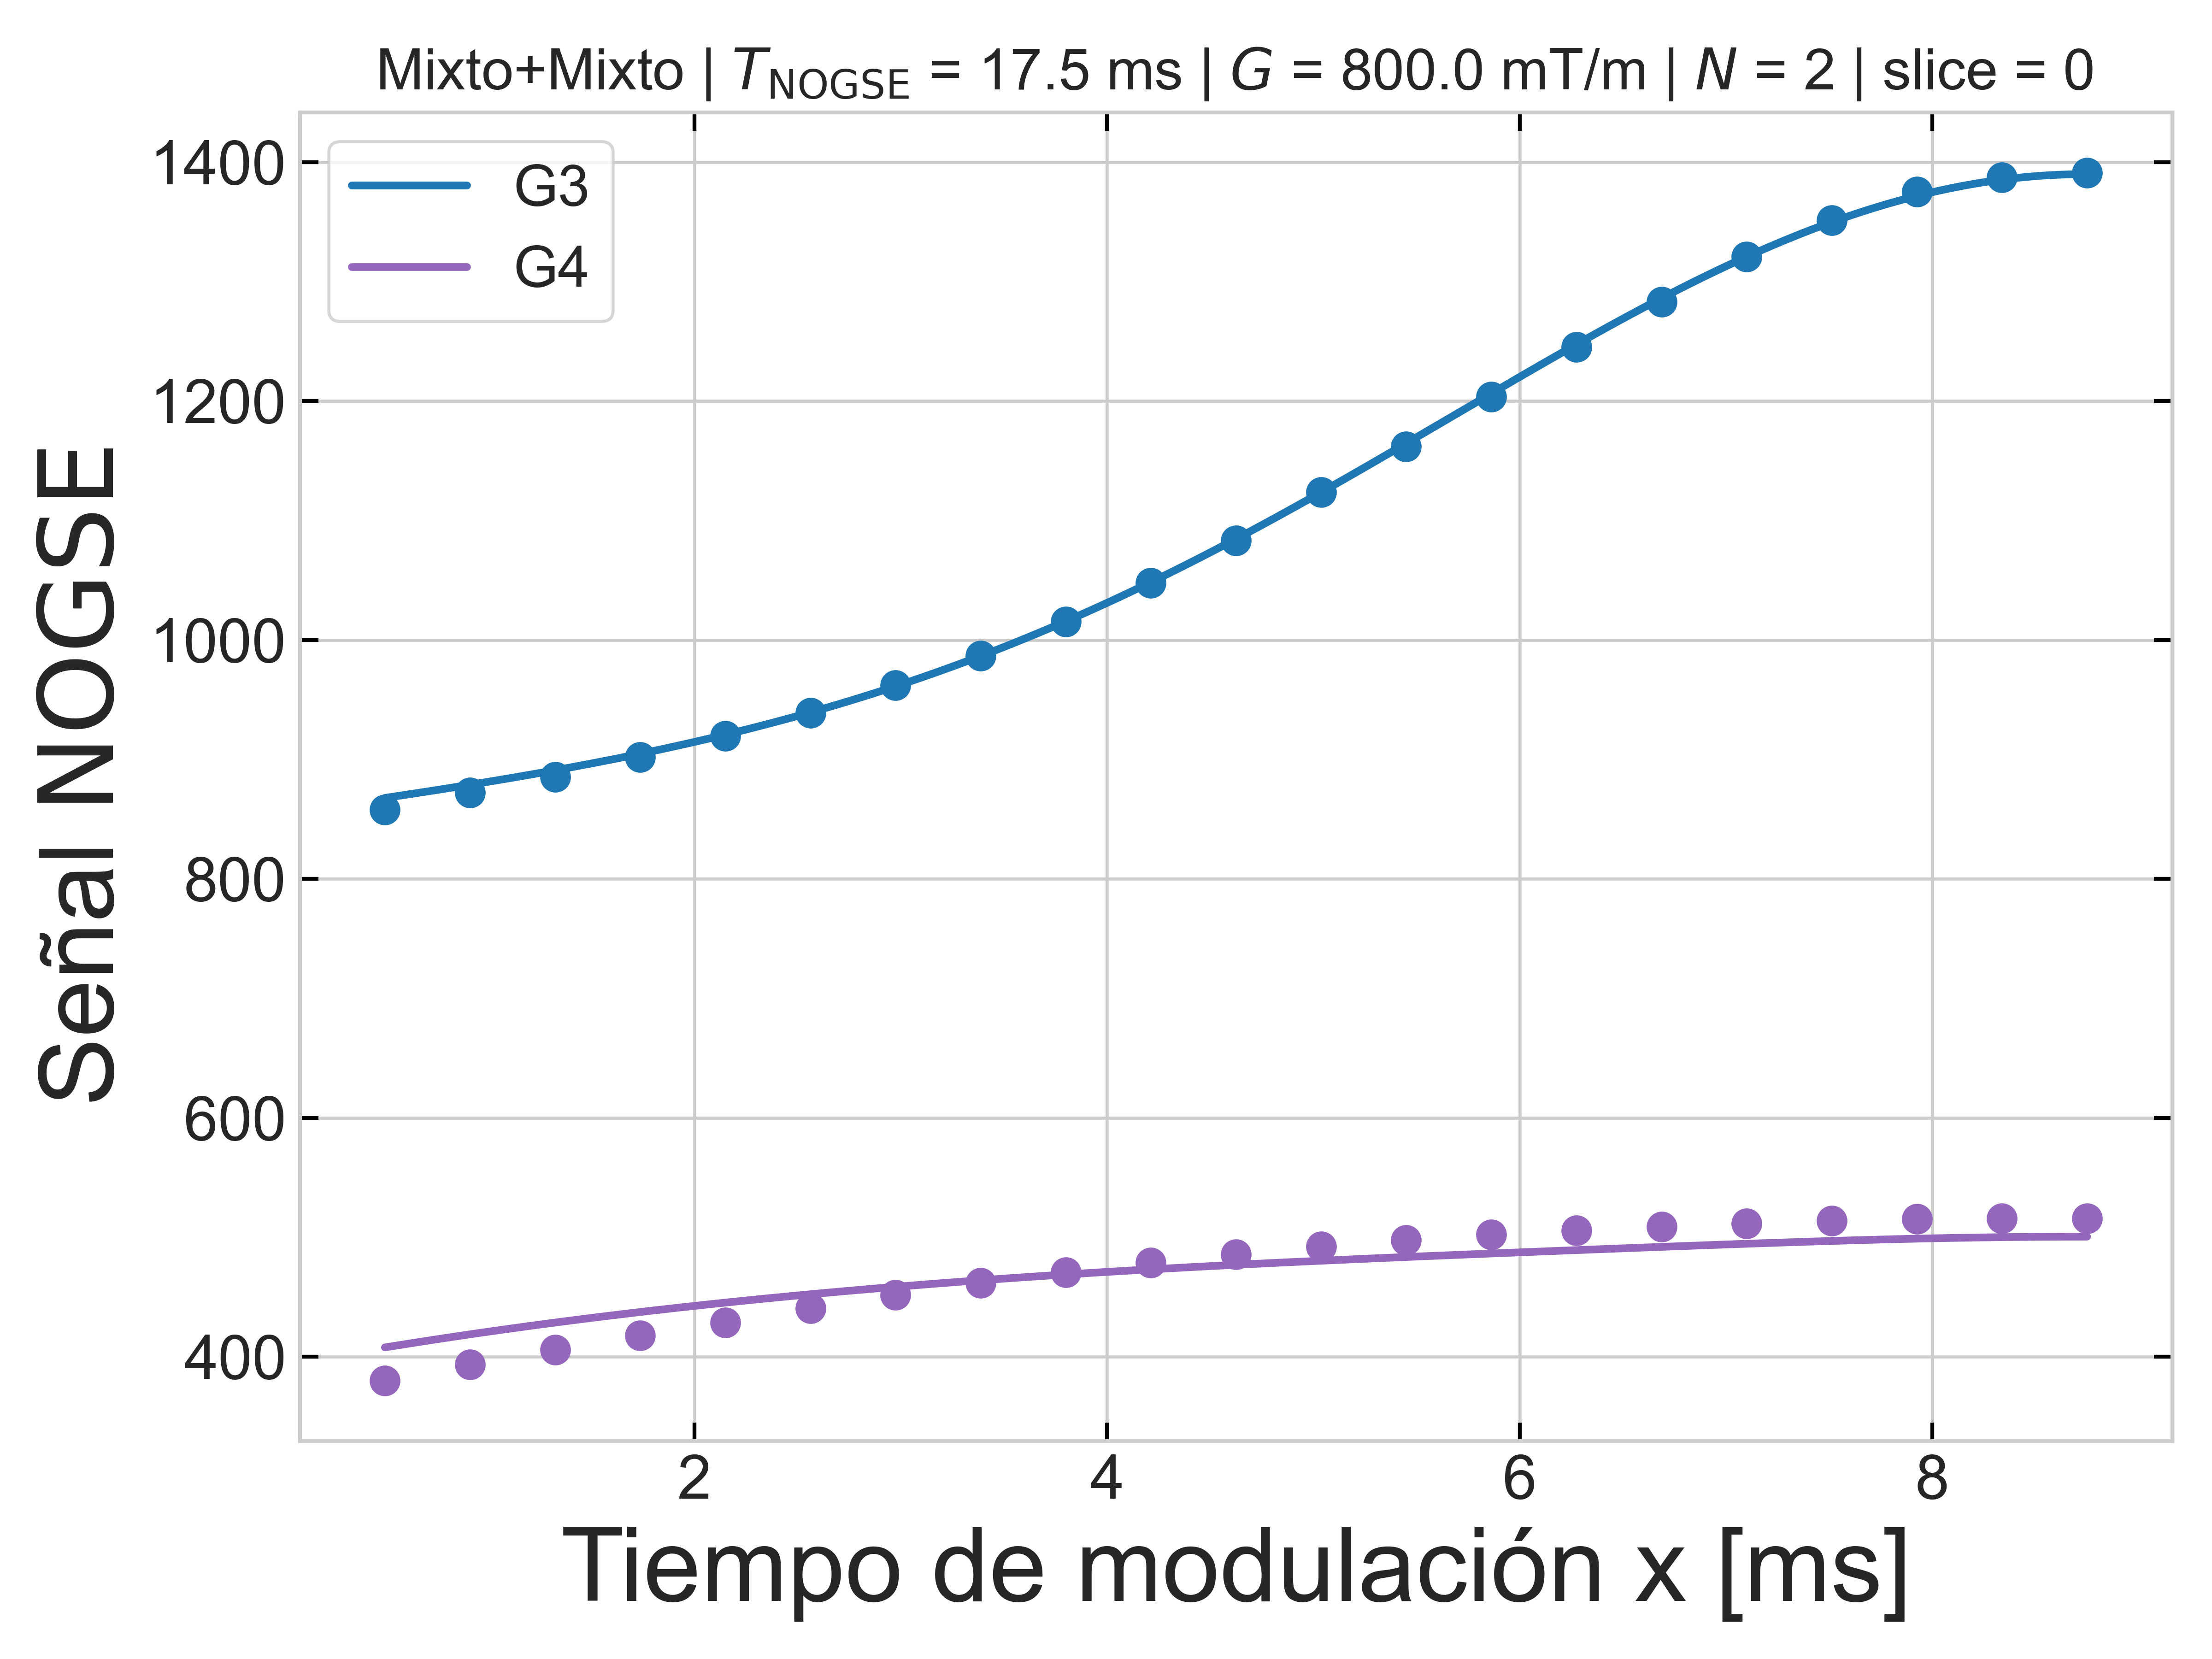 Mixto+Mixto | T_NOGSE = 17.5 ms | G = 800.0 mT/m | N = 2 | slice = 0
G3
G4
Señal NOGSE
1400
1200
1000
800
600
400
2 4 6 8
Tiempo de modulación x [ms]